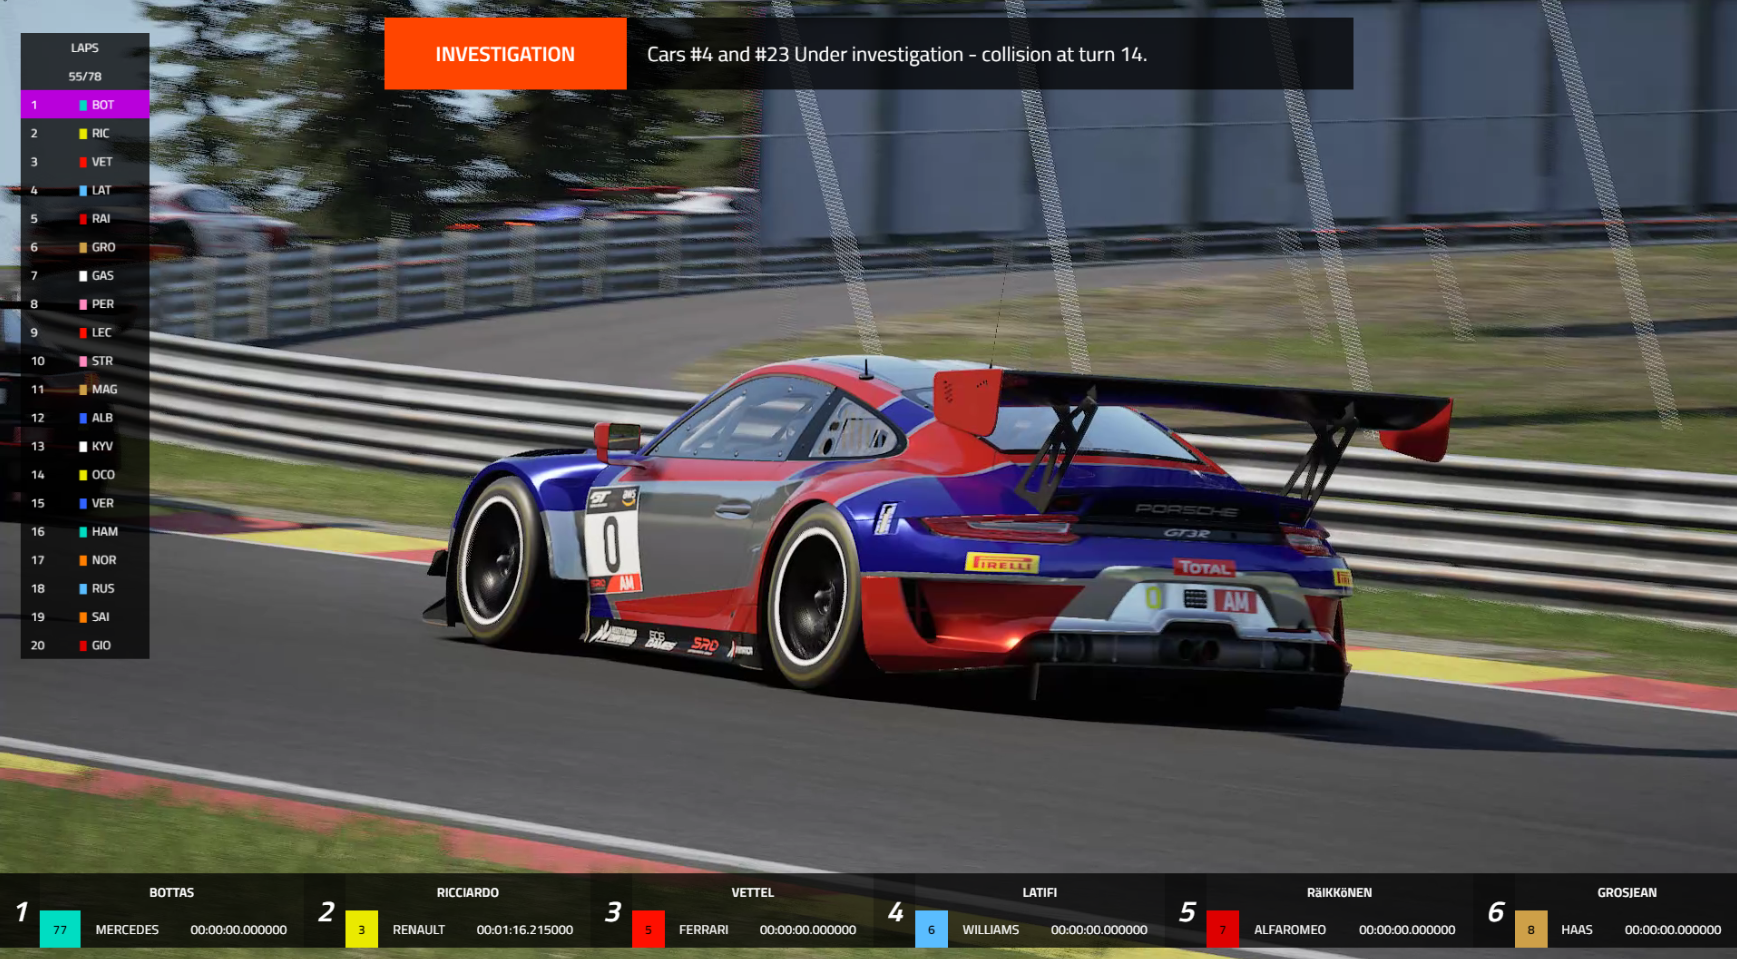 INVESTIGATION
Cars #4 and #23 Under investigation - collision at turn 14.
LAPS
55/78
1 BOT
2 RIC
3 VET
4 LAT
5 RAI
6 GRO
7 GAS
8 PER
9 LEC
10 STR
11 MAG
12 ALB
13 KYV
14 OCO
15 VER
16 HAM
17 NOR
18 RUS
19 SAI
20 GIO
aws
0
AM
PORSCHE
GT3R
PIRELLI
TOTAL
0
AM
505
GAMES
SRO
BOTTAS
1 77 MERCEDES 00:00:00.000000
RICCIARDO
2 3 RENAULT 00:01:16.215000
VETTEL
3 5 FERRARI 00:00:00.000000
LATIFI
4 6 WILLIAMS 00:00:00.000000
RäIKKöNEN
5 7 ALFAROMEO 00:00:00.000000
GROSJEAN
6 8 HAAS 00:00:00.000000